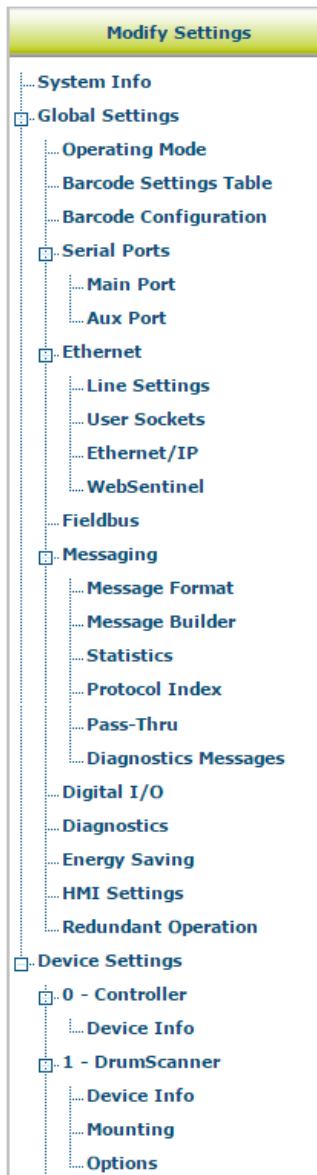 Modify Settings
System Info
Global Settings
Operating Mode
Barcode Settings Table
Barcode Configuration
Serial Ports
Main Port
Aux Port
Ethernet
Line Settings
User Sockets
Ethernet/IP
WebSentinel
Fieldbus
Messaging
Message Format
Message Builder
Statistics
Protocol Index
Pass-Thru
Diagnostics Messages
Digital I/O
Diagnostics
Energy Saving
HMI Settings
Redundant Operation
Device Settings
0 - Controller
Device Info
1 - DrumScanner
Device Info
Mounting
Options